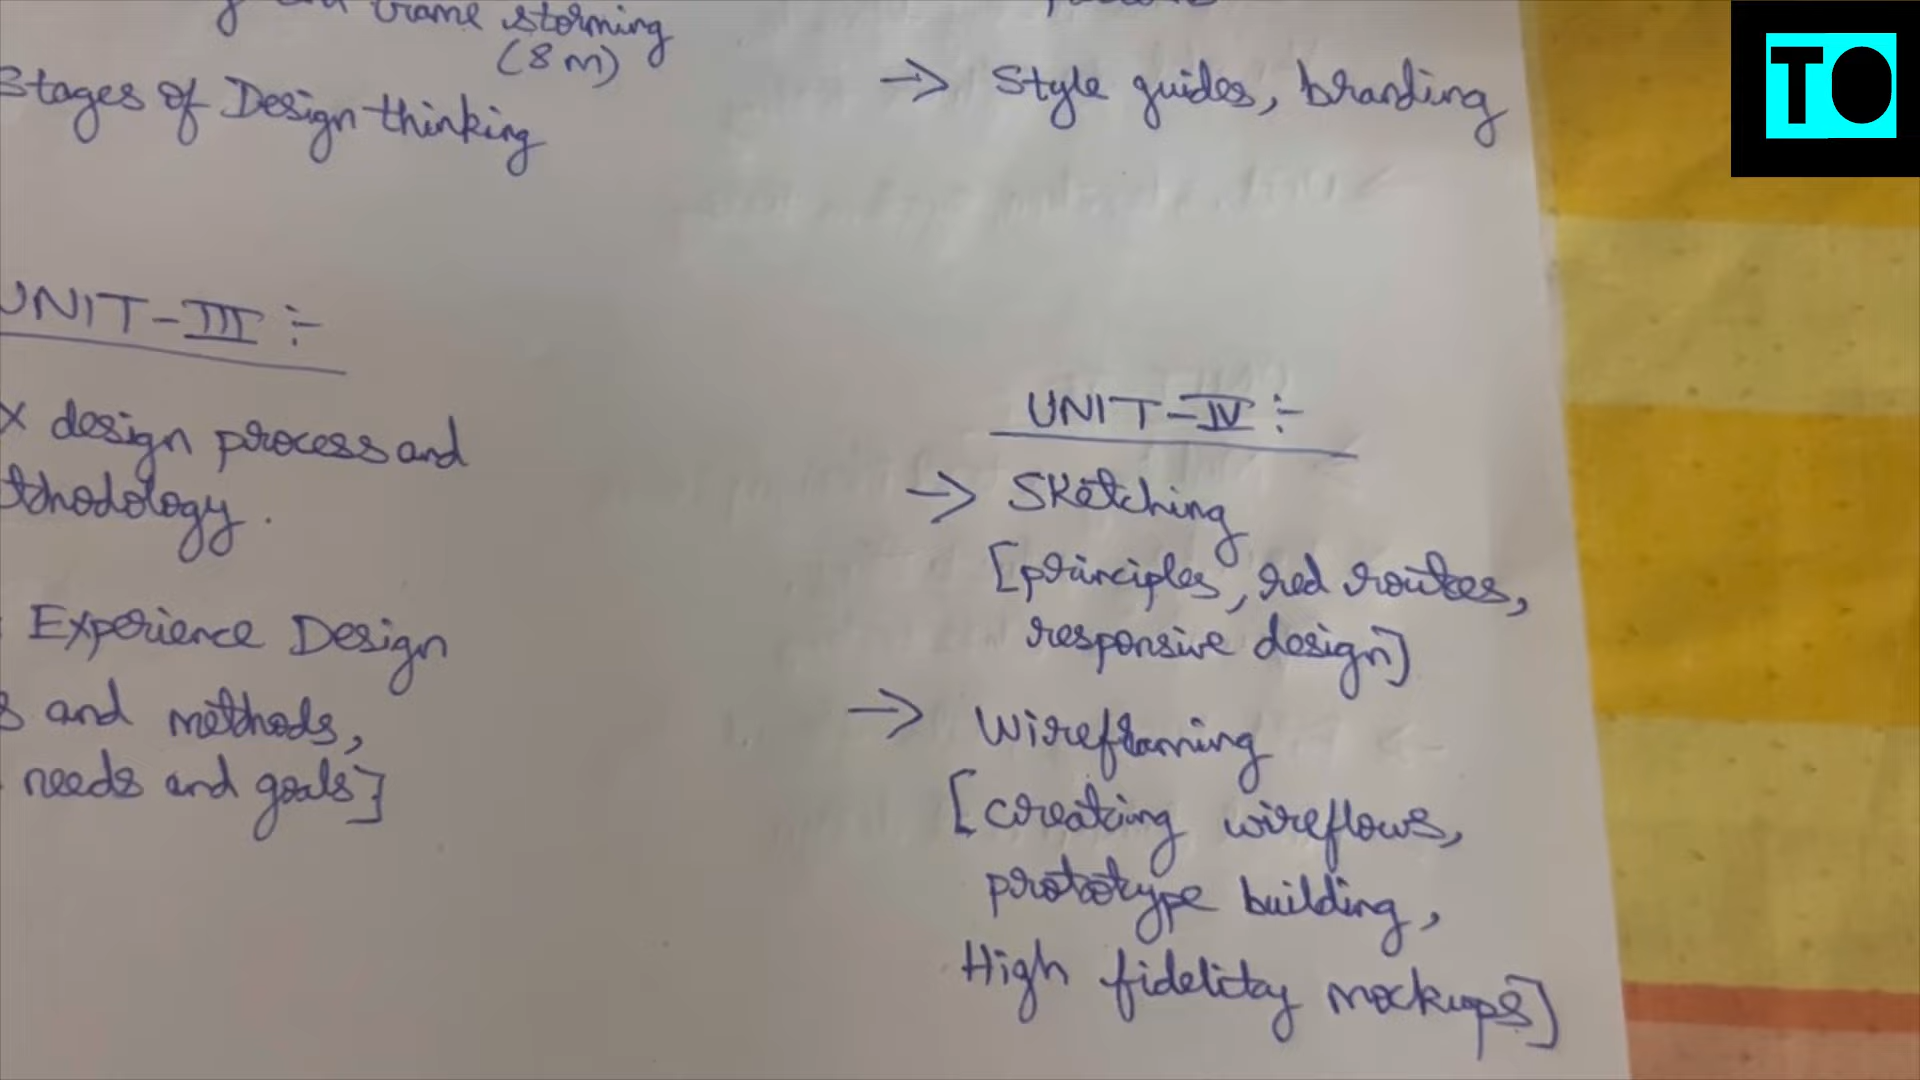 storming
(8m)
Stages of Design thinking
UNIT-III :-
X design process and
thodology.
Experience Design
s and methods,
needs and goals]
→ Style guides, branding
UNIT-IV :-
→ Sketching
[principles, red routes,
responsive design]
→ Wireframing
[creating wireflows,
prototype building,
High fidelity mockups]
TO